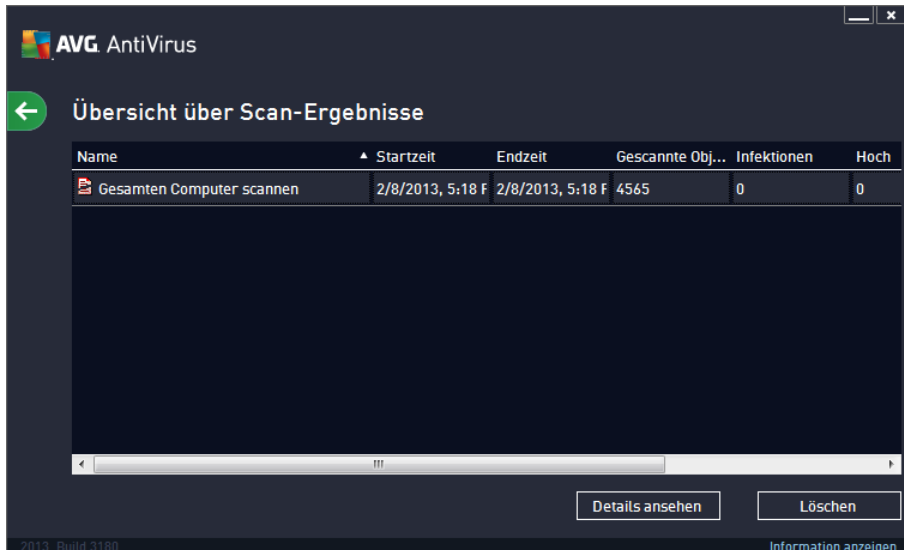 AVG. AntiVirus
Übersicht über Scan-Ergebnisse
Name Startzeit Endzeit Gescannte Obj... Infektionen Hoch
Gesamten Computer scannen 2/8/2013, 5:18 F 2/8/2013, 5:18 F 4565 0 0
Details ansehen Löschen
2013. Build 3180 Information anzeigen